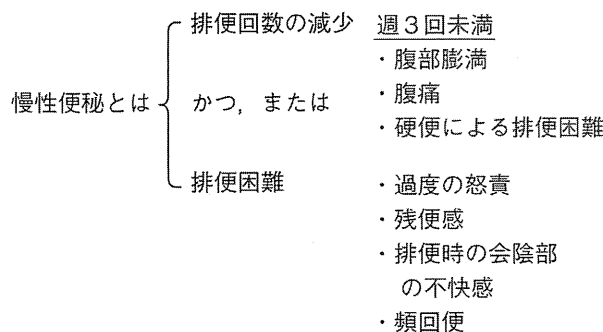 排便回数の減少 週3回未満
・腹部膨満
慢性便秘とは かつ，または ・腹痛
・硬便による排便困難
排便困難 ・過度の怒責
・残便感
・排便時の会陰部
の不快感
・頻回便